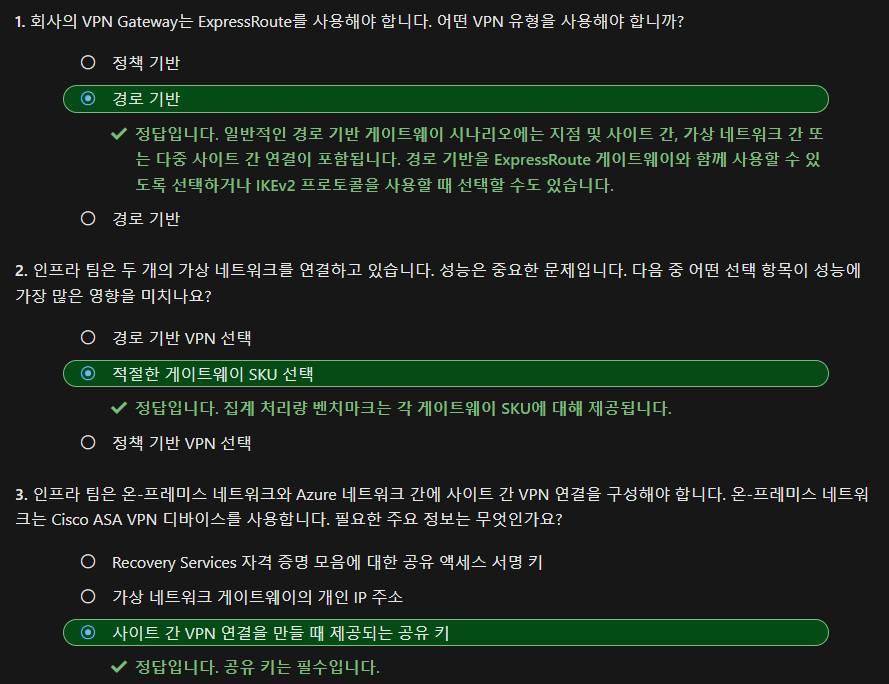 1. 회사의 VPN Gateway는 ExpressRoute를 사용해야 합니다. 어떤 VPN 유형을 사용해야 합니까?
정책 기반
경로 기반
정답입니다. 일반적인 경로 기반 게이트웨이 시나리오에는 지점 및 사이트 간, 가상 네트워크 간 또
는 다중 사이트 간 연결이 포함됩니다. 경로 기반을 ExpressRoute 게이트웨이와 함께 사용할 수 있
도록 선택하거나 IKEv2 프로토콜을 사용할 때 선택할 수도 있습니다.
경로 기반
2. 인프라 팀은 두 개의 가상 네트워크를 연결하고 있습니다. 성능은 중요한 문제입니다. 다음 중 어떤 선택 항목이 성능에
가장 많은 영향을 미치나요?
경로 기반 VPN 선택
적절한 게이트웨이 SKU 선택
정답입니다. 집계 처리량 벤치마크는 각 게이트웨이 SKU에 대해 제공됩니다.
정책 기반 VPN 선택
3. 인프라 팀은 온-프레미스 네트워크와 Azure 네트워크 간에 사이트 간 VPN 연결을 구성해야 합니다. 온-프레미스 네트워
크는 Cisco ASA VPN 디바이스를 사용합니다. 필요한 주요 정보는 무엇인가요?
Recovery Services 자격 증명 모음에 대한 공유 액세스 서명 키
가상 네트워크 게이트웨이의 개인 IP 주소
사이트 간 VPN 연결을 만들 때 제공되는 공유 키
정답입니다. 공유 키는 필수입니다.